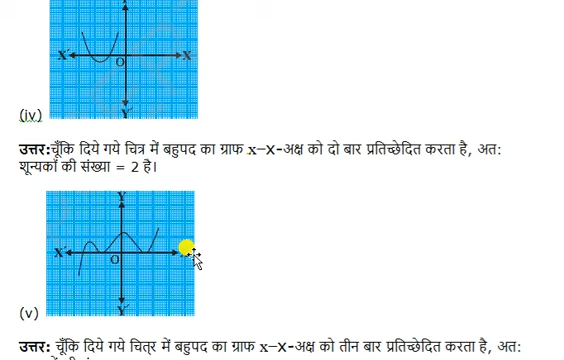 X′ X
O
Y′
(iv)
उत्तर:चूँकि दिये गये चित्र में बहुपद का ग्राफ x−X-अक्ष को दो बार प्रतिच्छेदित करता है, अत:
शून्यकों की संख्या = 2 है।
Y
X′
O
Y′
(v)
उत्तर: चूँकि दिये गये चित्र में बहुपद का ग्राफ x−X-अक्ष को तीन बार प्रतिच्छेदित करता है, अत: